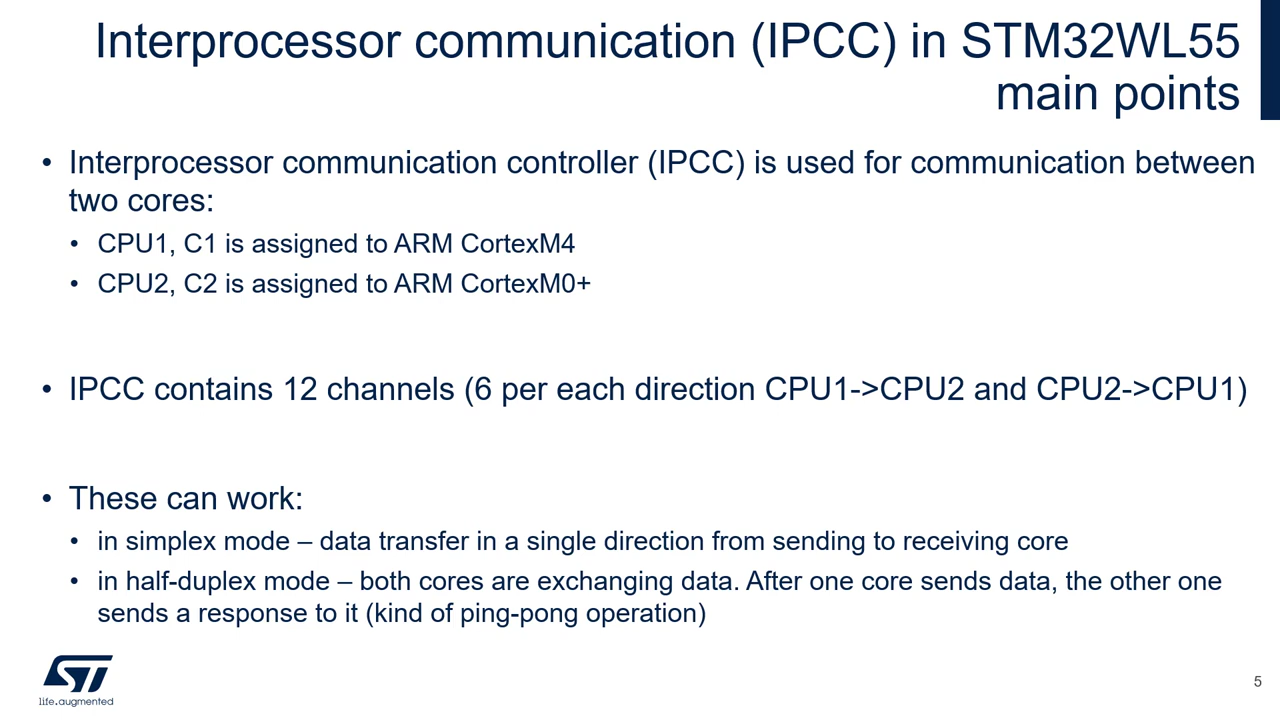 Interprocessor communication (IPCC) in STM32WL55
main points
• Interprocessor communication controller (IPCC) is used for communication between
two cores:
• CPU1, C1 is assigned to ARM CortexM4
• CPU2, C2 is assigned to ARM CortexM0+
• IPCC contains 12 channels (6 per each direction CPU1->CPU2 and CPU2->CPU1)
• These can work:
• in simplex mode – data transfer in a single direction from sending to receiving core
• in half-duplex mode – both cores are exchanging data. After one core sends data, the other one
sends a response to it (kind of ping-pong operation)
ST
life.augmented
5